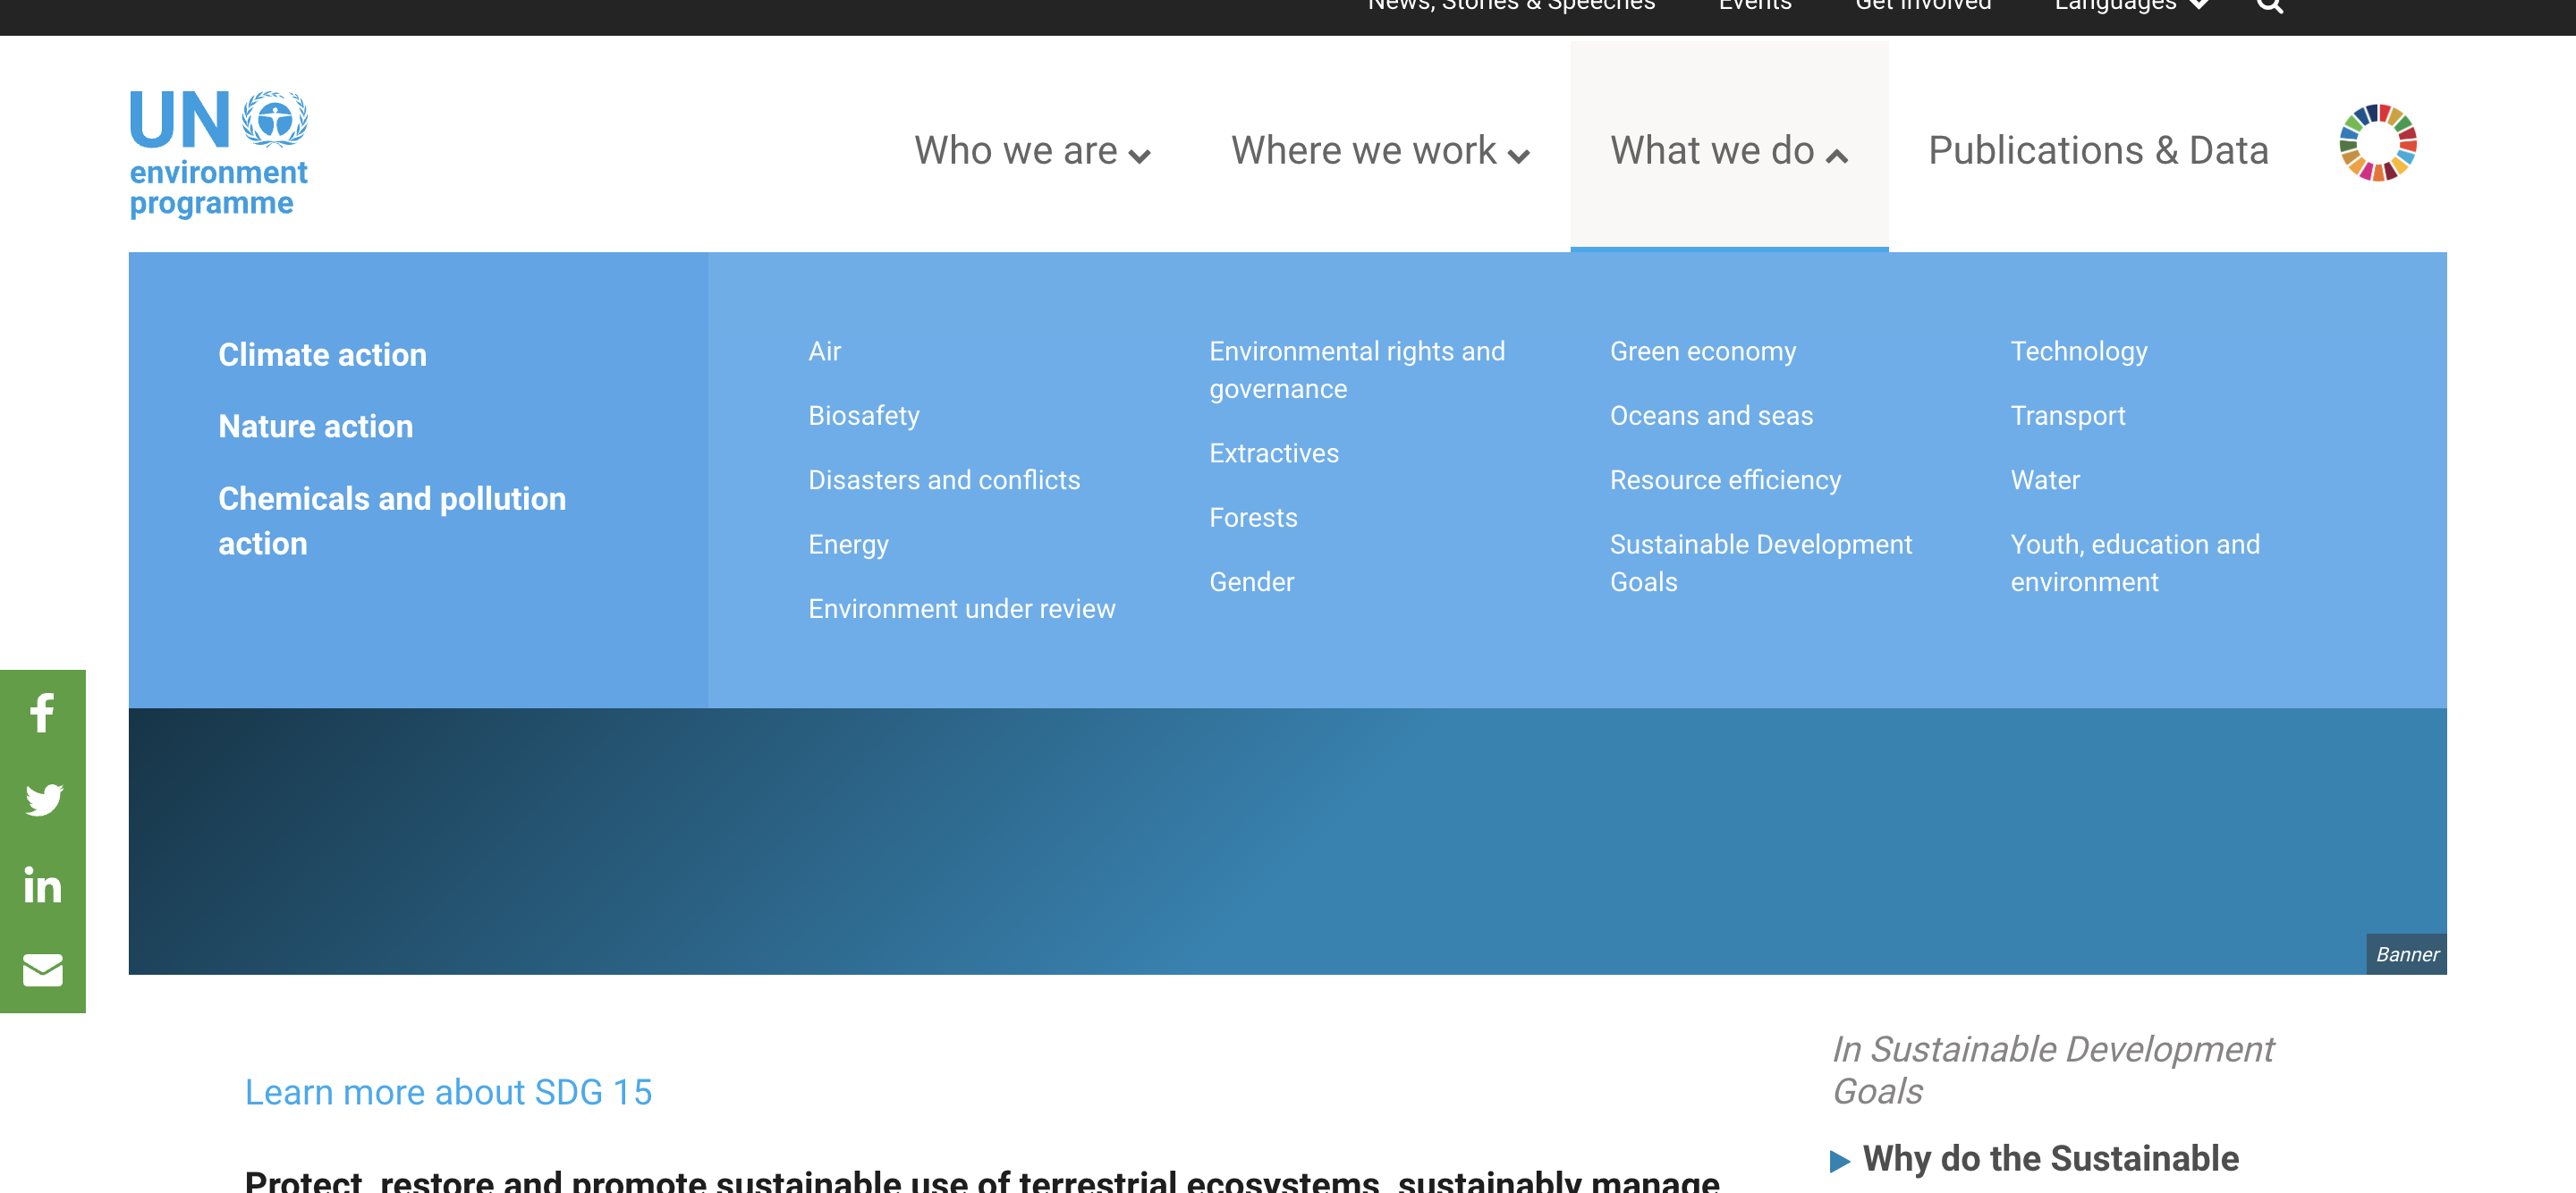 News, Stories & Speeches Events Get Involved Languages
UN
environment
programme
Who we are Where we work What we do Publications & Data
Climate action
Nature action
Chemicals and pollution
action
Air
Biosafety
Disasters and conflicts
Energy
Environment under review
Environmental rights and
governance
Extractives
Forests
Gender
Green economy
Oceans and seas
Resource efficiency
Sustainable Development
Goals
Technology
Transport
Water
Youth, education and
environment
Banner
Learn more about SDG 15
Protect, restore and promote sustainable use of terrestrial ecosystems, sustainably manage
In Sustainable Development
Goals
Why do the Sustainable